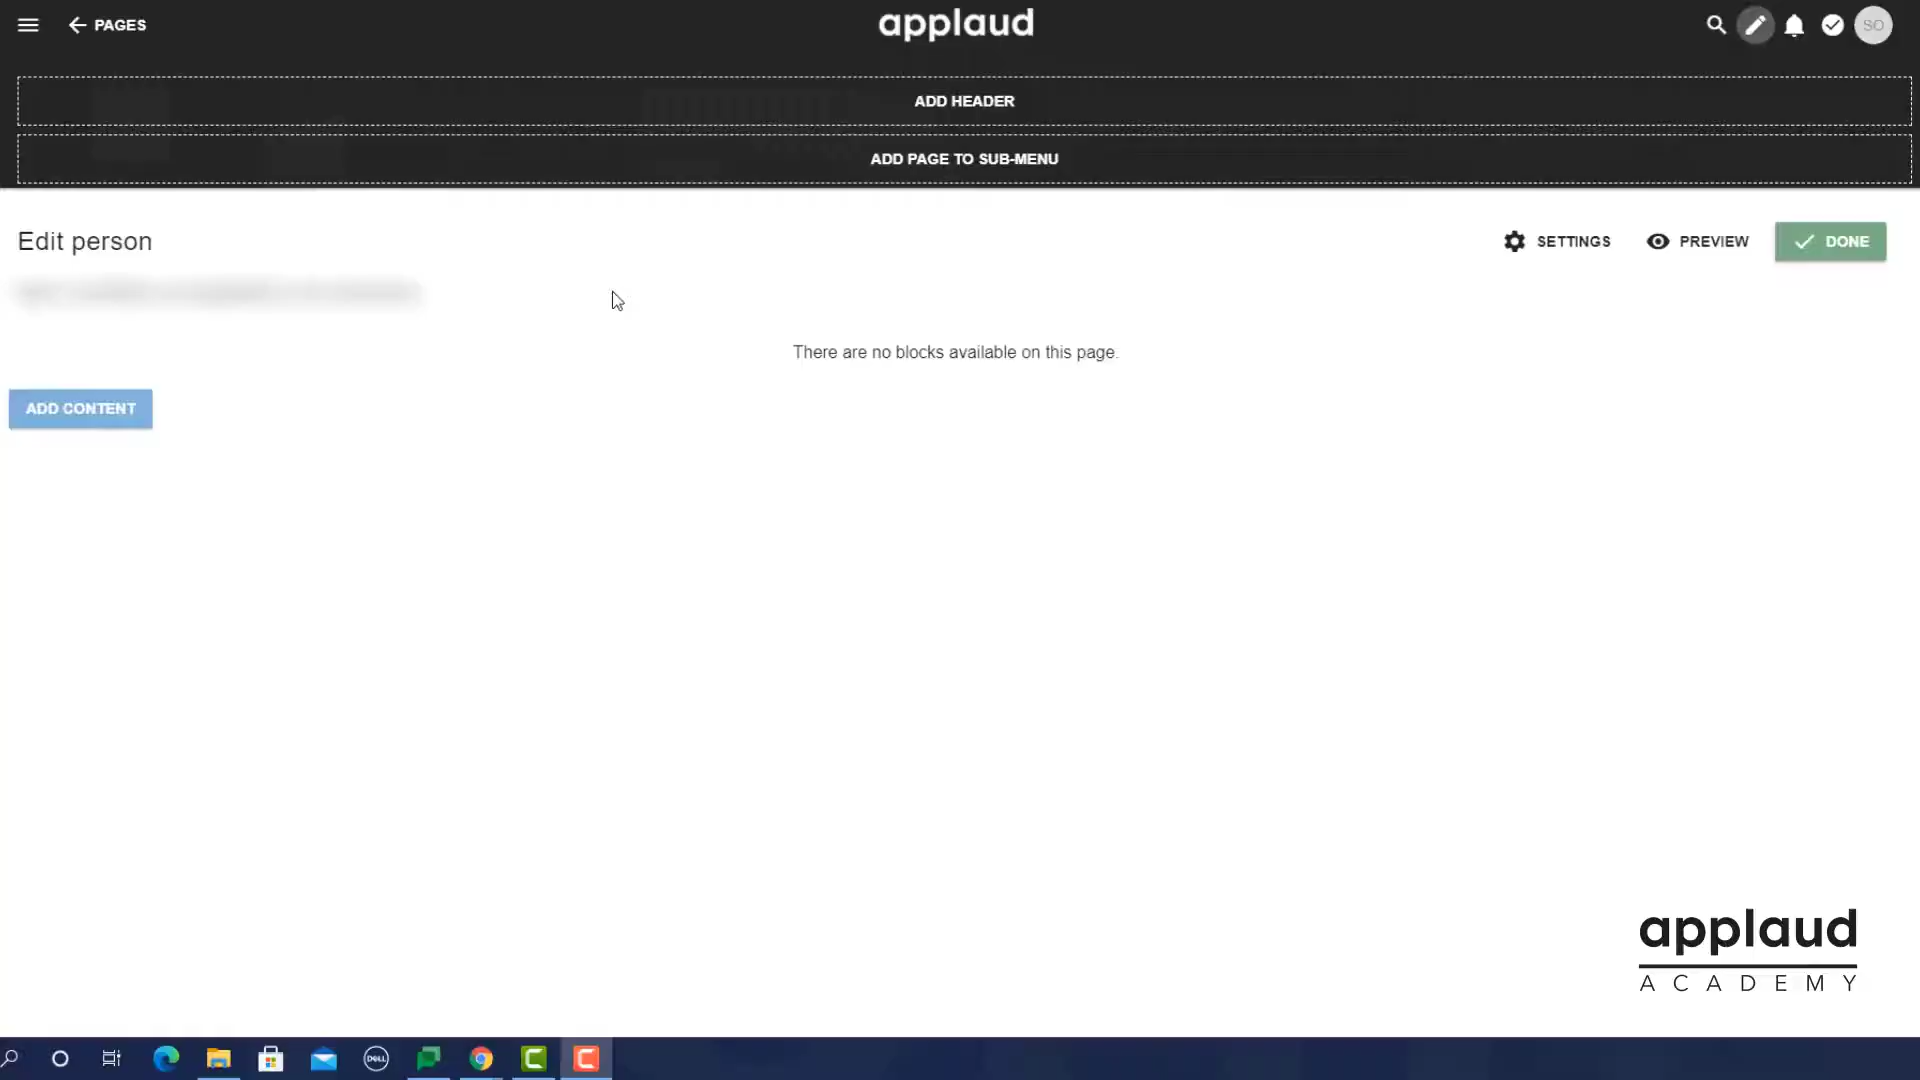 PAGES
applaud
SO
ADD HEADER
ADD PAGE TO SUB-MENU
Edit person
SETTINGS
PREVIEW
DONE
There are no blocks available on this page.
ADD CONTENT
applaud
ACADEMY
DELL